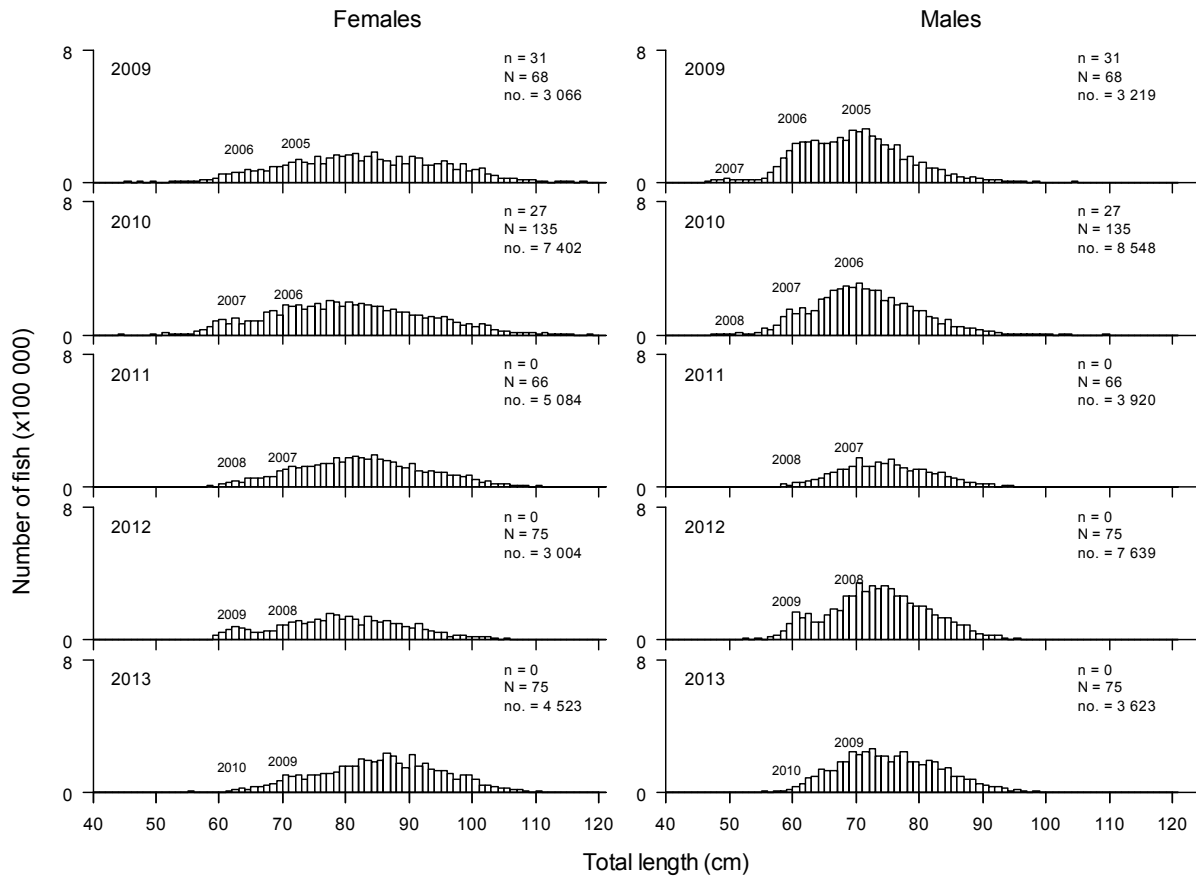 Females
Males
Number of fish (x100 000)
8
0
2009
2006
2005
n = 31
N = 68
no. = 3 066
2009
2007
2006
2005
n = 31
N = 68
no. = 3 219
0
8
0
2010
2007
2006
n = 27
N = 135
no. = 7 402
8
0
2010
2008
2007
2006
n = 27
N = 135
no. = 8 548
8
0
2011
2008
2007
n = 0
N = 66
no. = 5 084
8
0
2011
2008
2007
n = 0
N = 66
no. = 3 920
8
0
2012
2009
2008
n = 0
N = 75
no. = 3 004
8
0
2012
2009
2008
n = 0
N = 75
no. = 7 639
8
0
2013
2010
2009
n = 0
N = 75
no. = 4 523
8
0
2013
2010
2009
n = 0
N = 75
no. = 3 623
8
40 50 60 70 80 90 100 110 120
40 50 60 70 80 90 100 110 120
Total length (cm)